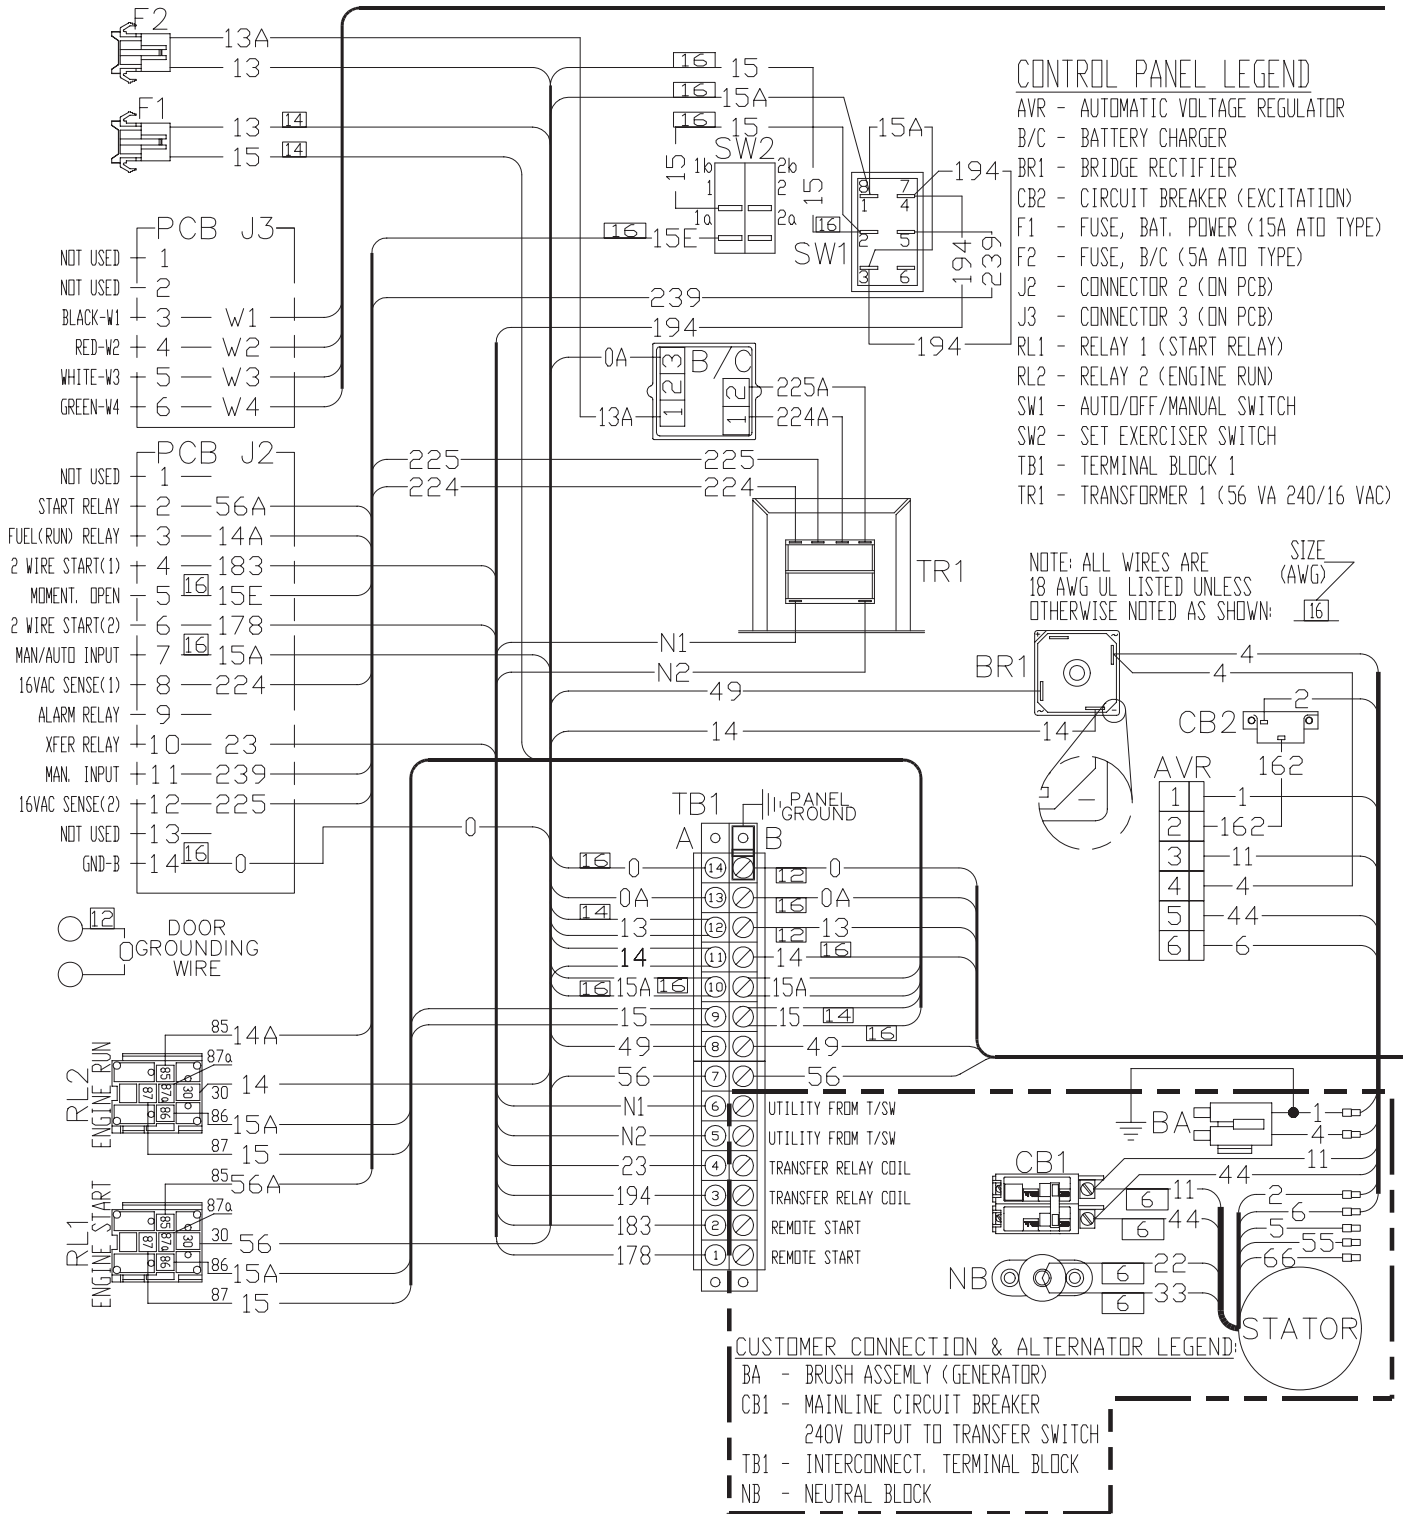 F2
13A
13
F1
13 14
15 14
PCB J3
NOT USED 1
NOT USED 2
BLACK-W1 3 W1
RED-W2 4 W2
WHITE-W3 5 W3
GREEN-W4 6 W4
PCB J2
NOT USED 1
START RELAY 2 56A
FUEL(RUN) RELAY 3 14A
2 WIRE START(1) 4 183
MOMENT. OPEN 5 16 15E
2 WIRE START(2) 6 178
MAN/AUTO INPUT 7 16 15A
16VAC SENSE(1) 8 224
ALARM RELAY 9
XFER RELAY 10 23
MAN. INPUT 11 239
16VAC SENSE(2) 12 225
NOT USED 13
GND-B 14 16 0
0
12
0
DOOR
GROUNDING
WIRE
RL2
ENGINE RUN
85 14A
87a
30 14
86 15A
87 15
85
87 87a 30
86
RL1
ENGINE START
85 56A
87a
30 56
86 15A
87 15
85
87 87a 30
86
16 15
16 15A
16 15
SW2
1b 2b
1 2
1a 2a
15
16 15E
15
16
SW1
15A
194
8 7
1 4
2 5
3 6
194
239
239
194
194
0A
B/C
3
2
1
2
1
225A
13A
224A
225 225
224 224
TR1
N1
N2
49
14
14
CONTROL PANEL LEGEND
AVR - AUTOMATIC VOLTAGE REGULATOR
B/C - BATTERY CHARGER
BR1 - BRIDGE RECTIFIER
CB2 - CIRCUIT BREAKER (EXCITATION)
F1 - FUSE, BAT. POWER (15A ATO TYPE)
F2 - FUSE, B/C (5A ATO TYPE)
J2 - CONNECTOR 2 (ON PCB)
J3 - CONNECTOR 3 (ON PCB)
RL1 - RELAY 1 (START RELAY)
RL2 - RELAY 2 (ENGINE RUN)
SW1 - AUTO/OFF/MANUAL SWITCH
SW2 - SET EXERCISER SWITCH
TB1 - TERMINAL BLOCK 1
TR1 - TRANSFORMER 1 (56 VA 240/16 VAC)
NOTE: ALL WIRES ARE
18 AWG UL LISTED UNLESS
OTHERWISE NOTED AS SHOWN:
SIZE
(AWG)
16
BR1
4
4
CB2
2
162
AVR
1 1
2 162
3 11
4 4
5 44
6 6
TB1
PANEL
GROUND
A B
16 0 14 12 0
0A 13 16 0A
14 13 12 12 13
14 11 14 16
16 15A 16 10 15A
15 9 15 14
16
49 8 49
56 7 56
N1 6 UTILITY FROM T/SW
N2 5 UTILITY FROM T/SW
23 4 TRANSFER RELAY COIL
194 3 TRANSFER RELAY COIL
183 2 REMOTE START
178 1 REMOTE START
BA
1
4
CB1
11
44
11
6
44
6
2
6
5
55
66
NB
6 22
6 33
STATOR
CUSTOMER CONNECTION & ALTERNATOR LEGEND:
BA - BRUSH ASSEMLY (GENERATOR)
CB1 - MAINLINE CIRCUIT BREAKER
240V OUTPUT TO TRANSFER SWITCH
TB1 - INTERCONNECT. TERMINAL BLOCK
NB - NEUTRAL BLOCK